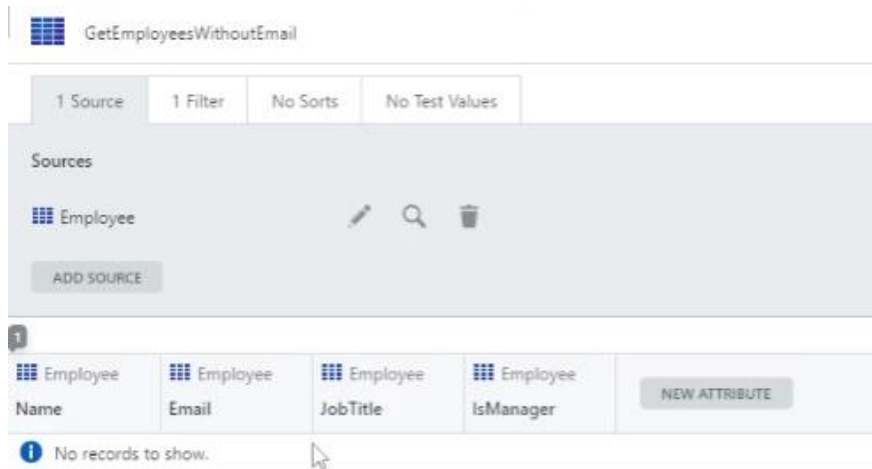 GetEmployeesWithoutEmail
1 Source 1 Filter No Sorts No Test Values
Sources
Employee
ADD SOURCE
1
Employee Employee Employee Employee
Name Email JobTitle IsManager NEW ATTRIBUTE
No records to show.